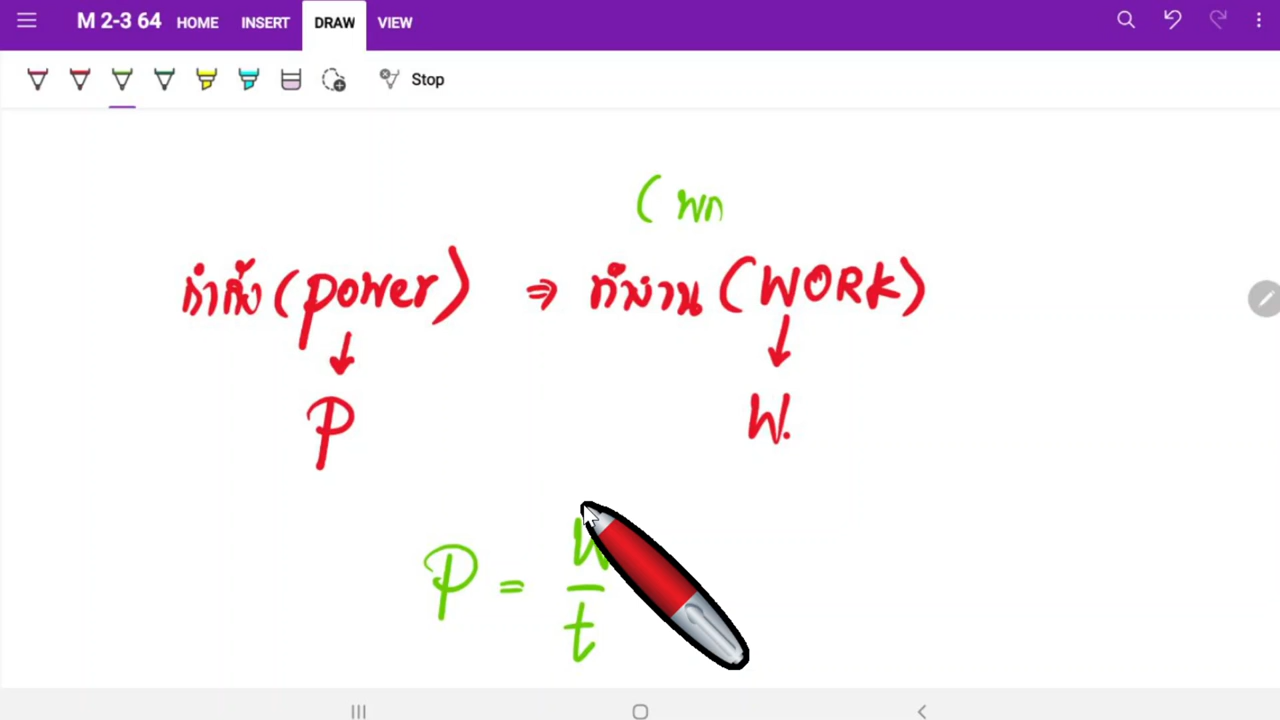 M 2-3 64 HOME INSERT DRAW VIEW
Stop
( พก
กำลัง (power) ⇒ ทำงาน (WORK)
↓ ↓
P W.
P = W
t